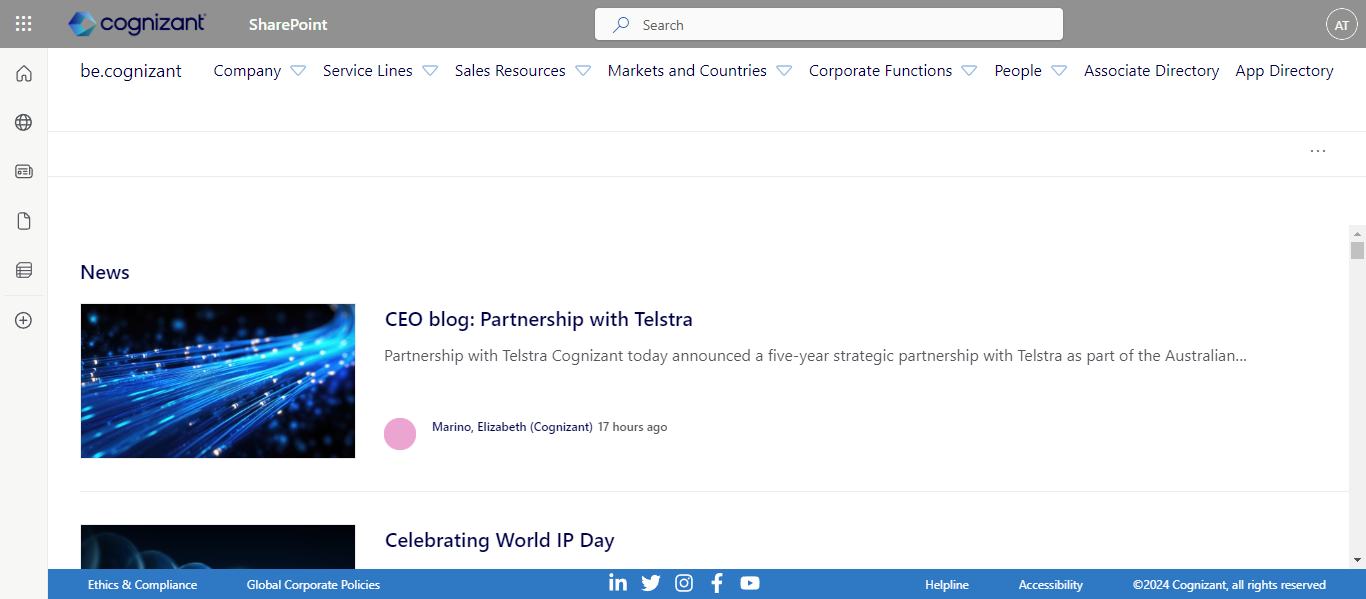 cognizant SharePoint Search AT
be.cognizant Company Service Lines Sales Resources Markets and Countries Corporate Functions People Associate Directory App Directory
...
News
CEO blog: Partnership with Telstra
Partnership with Telstra Cognizant today announced a five-year strategic partnership with Telstra as part of the Australian...
Marino, Elizabeth (Cognizant) 17 hours ago
Celebrating World IP Day
Ethics & Compliance Global Corporate Policies Helpline Accessibility ©2024 Cognizant, all rights reserved